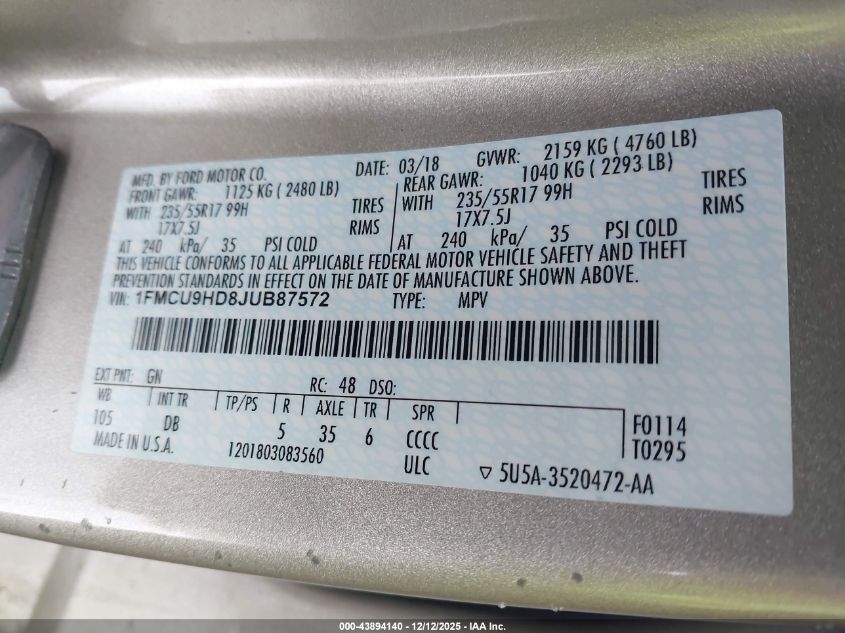 MFD. BY FORD MOTOR CO. DATE: 03/18 GVWR: 2159 KG ( 4760 LB)
FRONT GAWR: 1125 KG ( 2480 LB) REAR GAWR: 1040 KG ( 2293 LB)
WITH 235/55R17 99H TIRES WITH 235/55R17 99H TIRES
17X7.5J RIMS 17X7.5J RIMS
AT 240 kPa/ 35 PSI COLD AT 240 kPa/ 35 PSI COLD
THIS VEHICLE CONFORMS TO ALL APPLICABLE FEDERAL MOTOR VEHICLE SAFETY AND THEFT
PREVENTION STANDARDS IN EFFECT ON THE DATE OF MANUFACTURE SHOWN ABOVE.
VIN: 1FMCU9HD8JUB87572 TYPE: MPV
EXT PNT: GN RC: 48 DSO:
WB INT TR TP/PS R AXLE TR SPR
105 DB 5 35 6 CCCC F0114
MADE IN U.S.A. 1201803083560 ULC T0295
5U5A-3520472-AA
000-43894140 - 12/12/2025 - IAA Inc.